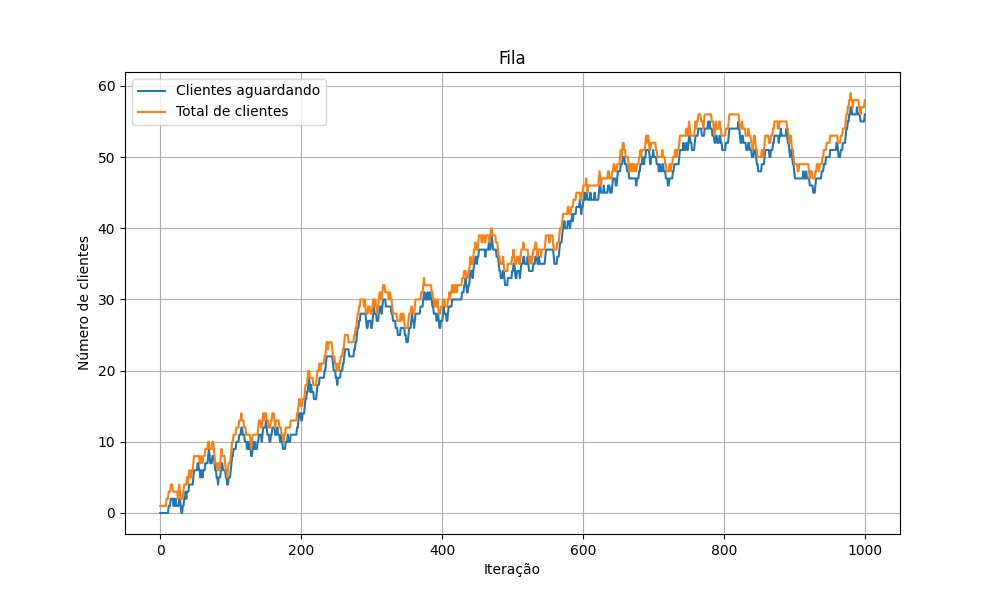 Fila
Clientes aguardando
Total de clientes
60
50
40
30
20
10
0
Número de clientes
0 200 400 600 800 1000
Iteração